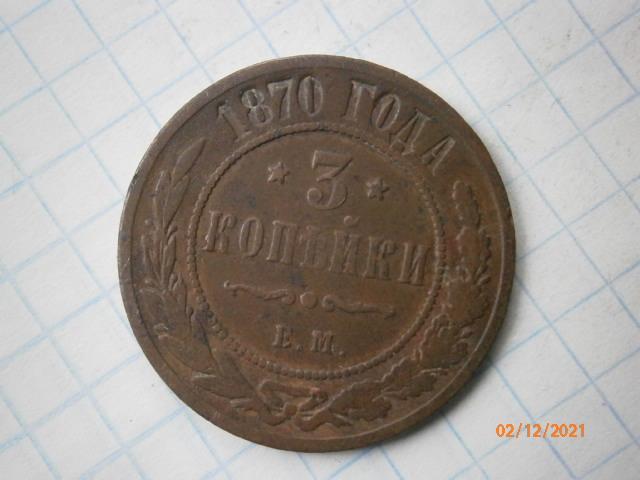 1870 ГОДА
* 3 *
КОПѢЙКИ
Е.М.
02/12/2021